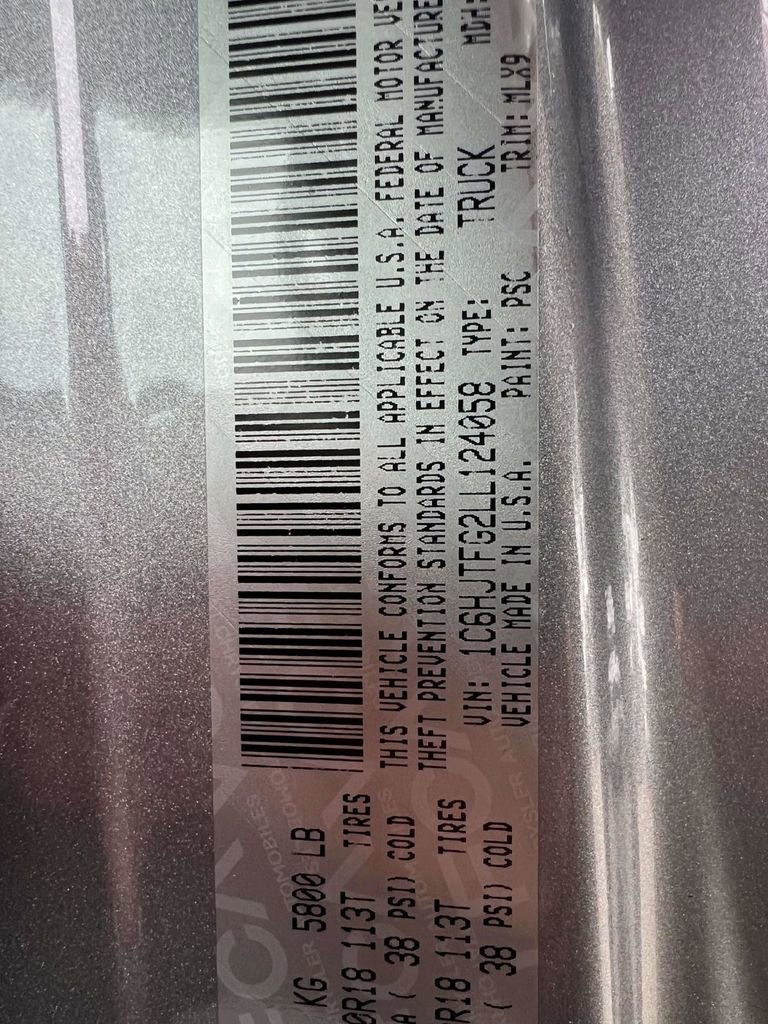 KG 5800 LB
0R18 113T TIRES
A ( 38 PSI) COLD
R18 113T TIRES
( 38 PSI) COLD
THIS VEHICLE CONFORMS TO ALL APPLICABLE U.S.A. FEDERAL MOTOR VE
THEFT PREVENTION STANDARDS IN EFFECT ON THE DATE OF MANUFACTURE
VIN: 1C6HJTFG2LL124058 TYPE: TRUCK MDH:
VEHICLE MADE IN U.S.A. PAINT: PSC TRIM: MLX9